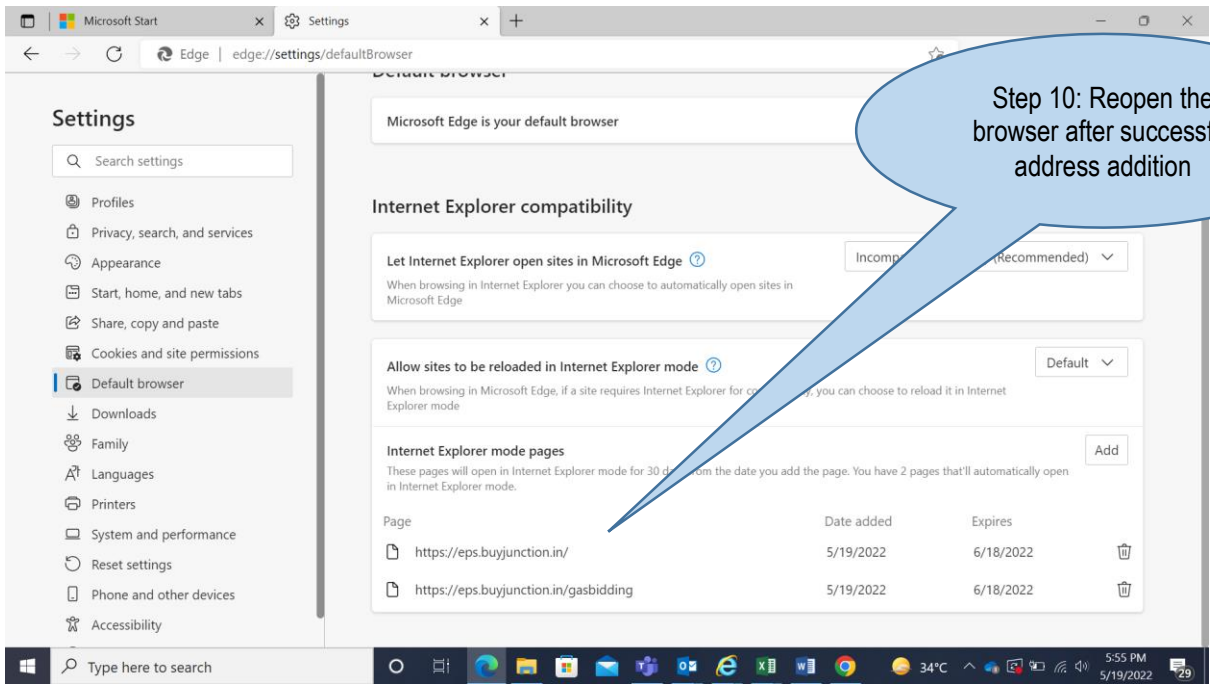 Microsoft Start
Settings
Edge | edge://settings/defaultBrowser
Default browser
Settings
Search settings
Profiles
Privacy, search, and services
Appearance
Start, home, and new tabs
Share, copy and paste
Cookies and site permissions
Default browser
Downloads
Family
Languages
Printers
System and performance
Reset settings
Phone and other devices
Accessibility
Microsoft Edge is your default browser
Step 10: Reopen the
browser after
address addition
Internet Explorer compatibility
Let Internet Explorer open sites in Microsoft Edge
(Recommended)
When browsing in Internet Explorer you can choose to automatically open sites in
Microsoft Edge
Allow sites to be reloaded in Internet Explorer mode
Default
When browsing in Microsoft Edge, if a site requires Internet Explorer for you can choose to reload it in Internet
Explorer mode
Internet Explorer mode pages
Add
These pages will open in Internet Explorer mode for 30 from the date you add the page. You have 2 pages that'll automatically open
in Internet Explorer mode.
Page Date added Expires
https://eps.buyjunction.in/ 5/19/2022 6/18/2022
https://eps.buyjunction.in/gasbidding 5/19/2022 6/18/2022
Type here to search
34°C
5:55 PM
5/19/2022
29